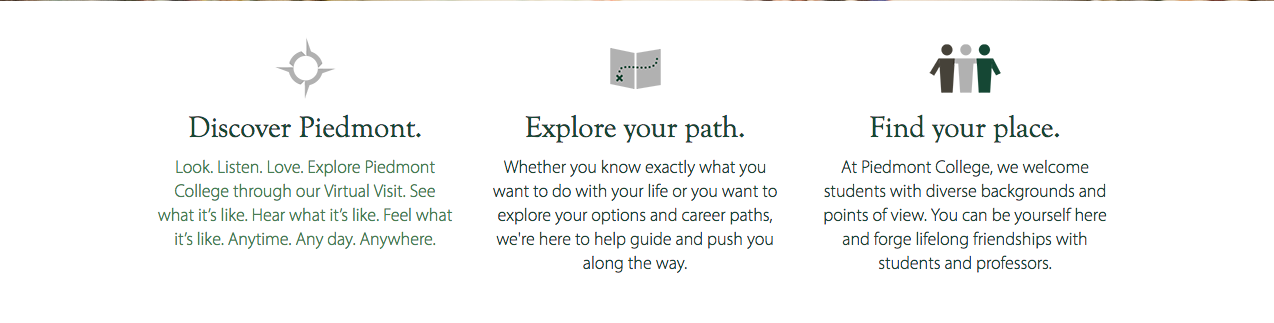 Discover Piedmont.
Look. Listen. Love. Explore Piedmont
College through our Virtual Visit. See
what it’s like. Hear what it’s like. Feel what
it’s like. Anytime. Any day. Anywhere.
Explore your path.
Whether you know exactly what you
want to do with your life or you want to
explore your options and career paths,
we're here to help guide and push you
along the way.
Find your place.
At Piedmont College, we welcome
students with diverse backgrounds and
points of view. You can be yourself here
and forge lifelong friendships with
students and professors.